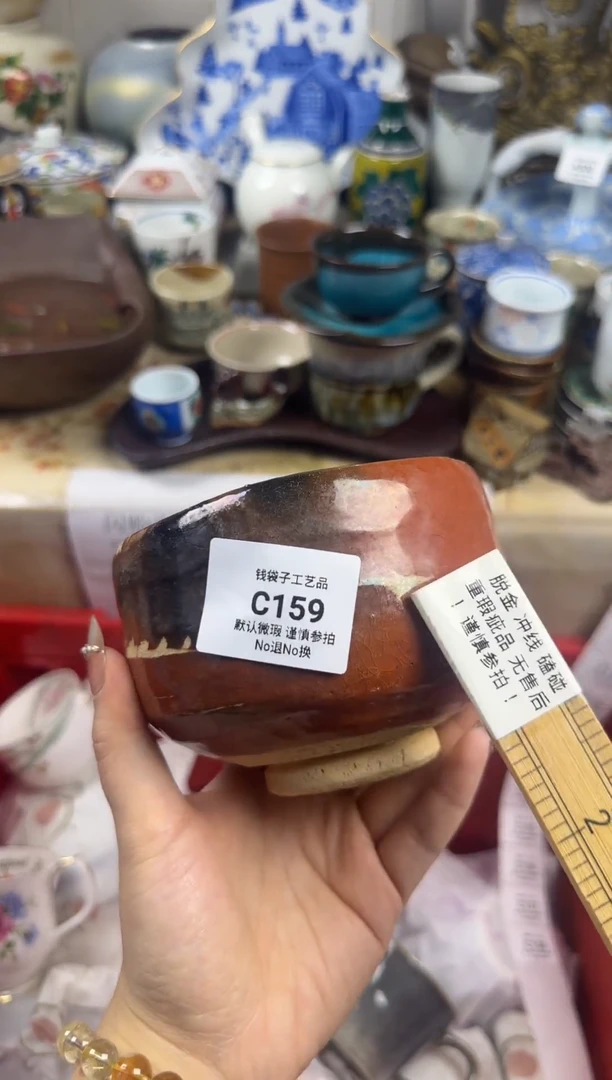 钱袋子工艺品
C159
默认微瑕 谨慎参拍
No退No换
脱金 冲线 磕碰
重瑕疵品 无售后
！谨慎参拍！
2